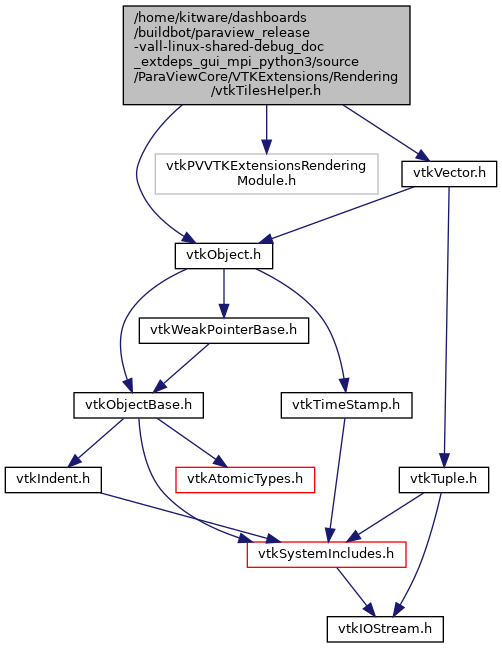 /home/kitware/dashboards
/buildbot/paraview_release
-vall-linux-shared-debug_doc
_extdeps_gui_mpi_python3/source
/ParaViewCore/VTKExtensions/Rendering
/vtkTilesHelper.h
vtkPVVTKExtensionsRendering
Module.h
vtkVector.h
vtkObject.h
vtkWeakPointerBase.h
vtkObjectBase.h
vtkTimeStamp.h
vtkIndent.h
vtkAtomicTypes.h
vtkTuple.h
vtkSystemIncludes.h
vtkIOStream.h